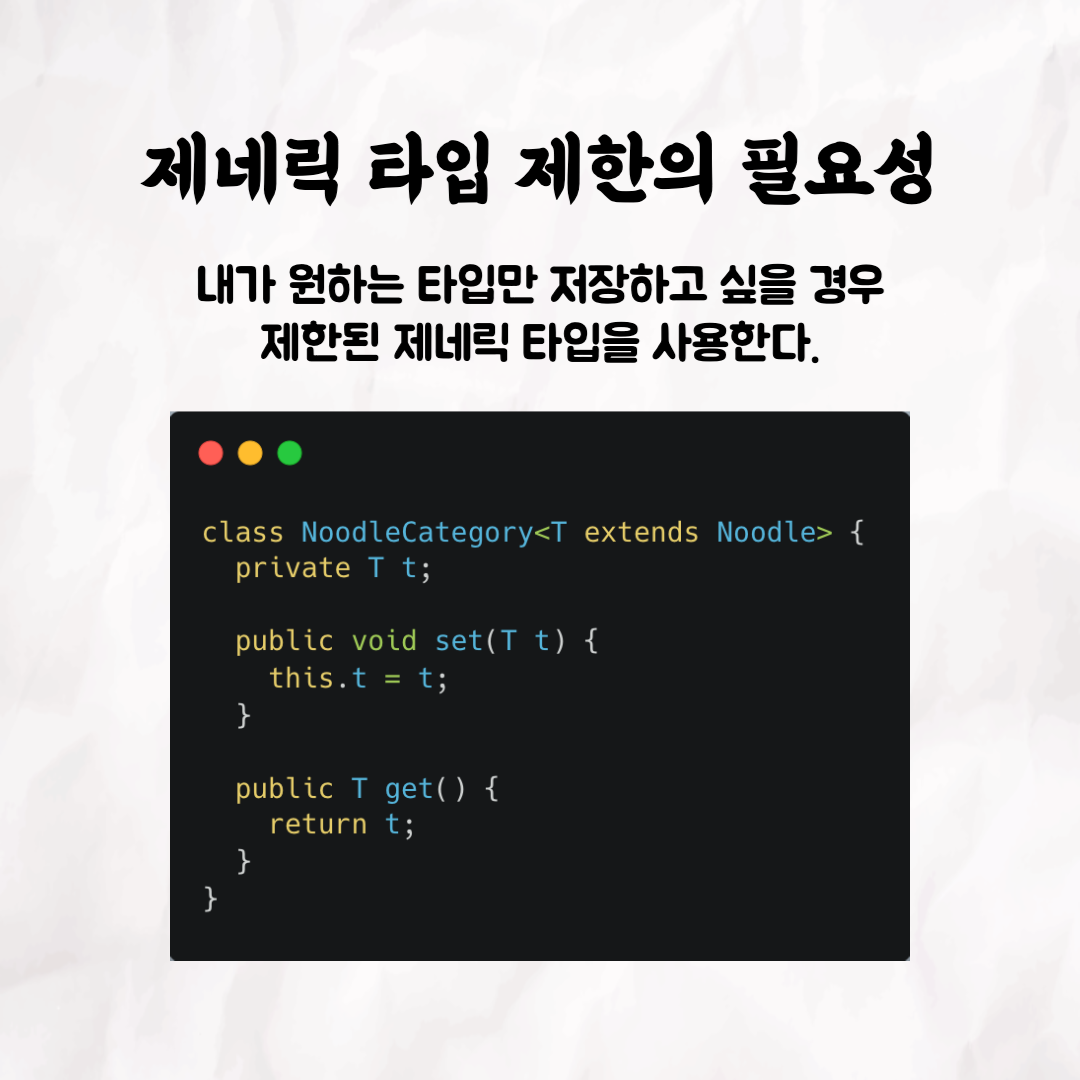 제네릭 타입 제한의 필요성
내가 원하는 타입만 저장하고 싶을 경우
제한된 제네릭 타입을 사용한다.
class NoodleCategory<T extends Noodle> {
  private T t;

  public void set(T t) {
    this.t = t;
  }

  public T get() {
    return t;
  }
}